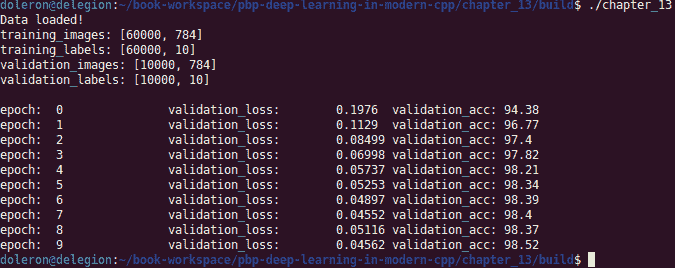 doleron@delegion:~/book-workspace/pbp-deep-learning-in-modern-cpp/chapter_13/build$ ./chapter_13
Data loaded!
training_images: [60000, 784]
training_labels: [60000, 10]
validation_images: [10000, 784]
validation_labels: [10000, 10]
epoch: 0 validation_loss: 0.1976 validation_acc: 94.38
epoch: 1 validation_loss: 0.1129 validation_acc: 96.77
epoch: 2 validation_loss: 0.08499 validation_acc: 97.4
epoch: 3 validation_loss: 0.06998 validation_acc: 97.82
epoch: 4 validation_loss: 0.05737 validation_acc: 98.21
epoch: 5 validation_loss: 0.05253 validation_acc: 98.34
epoch: 6 validation_loss: 0.04897 validation_acc: 98.39
epoch: 7 validation_loss: 0.04552 validation_acc: 98.4
epoch: 8 validation_loss: 0.05116 validation_acc: 98.37
epoch: 9 validation_loss: 0.04562 validation_acc: 98.52
doleron@delegion:~/book-workspace/pbp-deep-learning-in-modern-cpp/chapter_13/build$